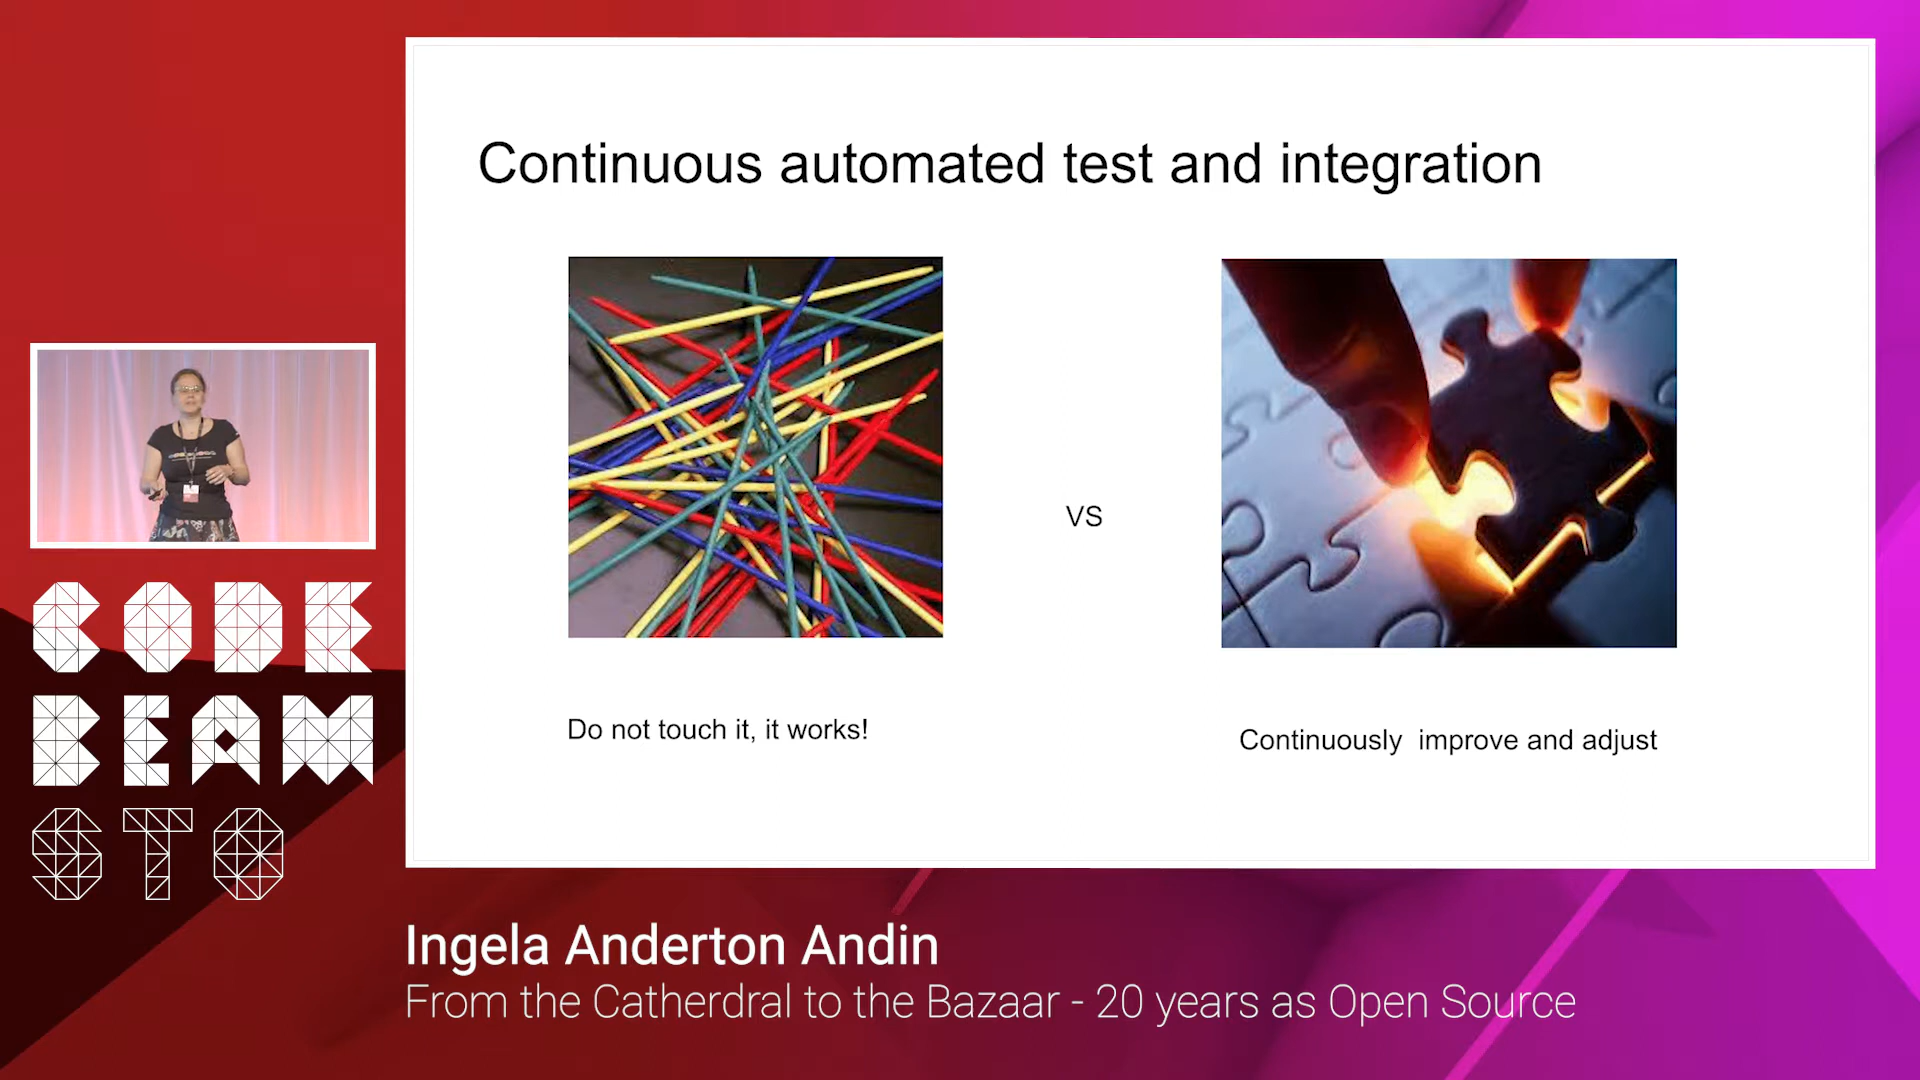 Continuous automated test and integration
VS
Do not touch it, it works!
Continuously improve and adjust
CODE
BEAM
STO
Ingela Anderton Andin
From the Catherdral to the Bazaar - 20 years as Open Source